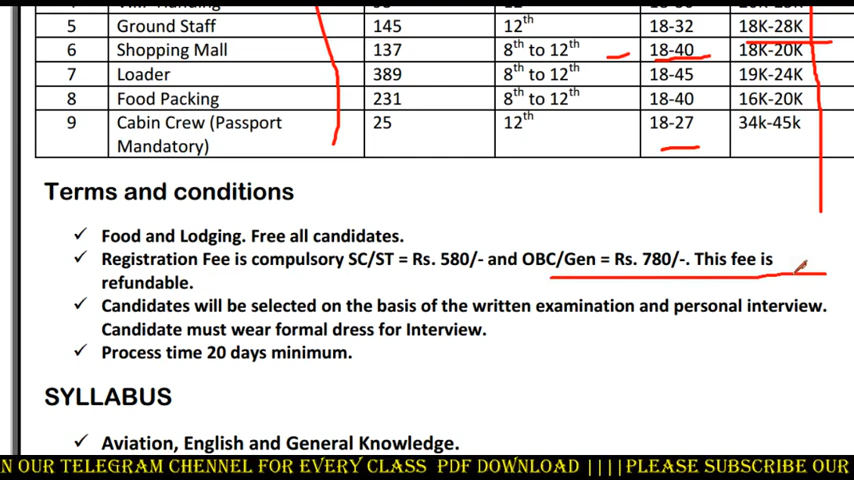 5 Ground Staff 145 12th 18-32 18K-28K
6 Shopping Mall 137 8th to 12th 18-40 18K-20K
7 Loader 389 8th to 12th 18-45 19K-24K
8 Food Packing 231 8th to 12th 18-40 16K-20K
9 Cabin Crew (Passport 25 12th 18-27 34k-45k
Mandatory)
Terms and conditions
✓ Food and Lodging. Free all candidates.
✓ Registration Fee is compulsory SC/ST = Rs. 580/- and OBC/Gen = Rs. 780/-. This fee is
refundable.
✓ Candidates will be selected on the basis of the written examination and personal interview.
Candidate must wear formal dress for Interview.
✓ Process time 20 days minimum.
SYLLABUS
✓ Aviation, English and General Knowledge.
N OUR TELEGRAM CHENNEL FOR EVERY CLASS PDF DOWNLOAD ||||PLEASE SUBSCRIBE OUR